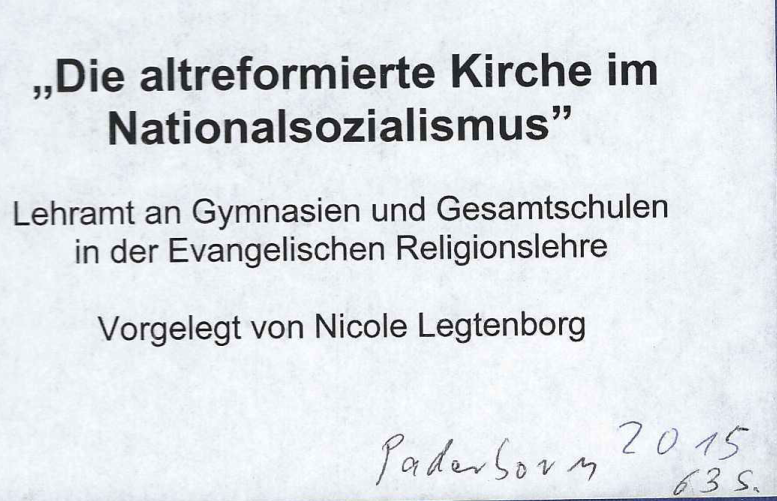 „Die altreformierte Kirche im
Nationalsozialismus”
Lehramt an Gymnasien und Gesamtschulen
in der Evangelischen Religionslehre
Vorgelegt von Nicole Legtenborg
Paderborn 2015
63 S.